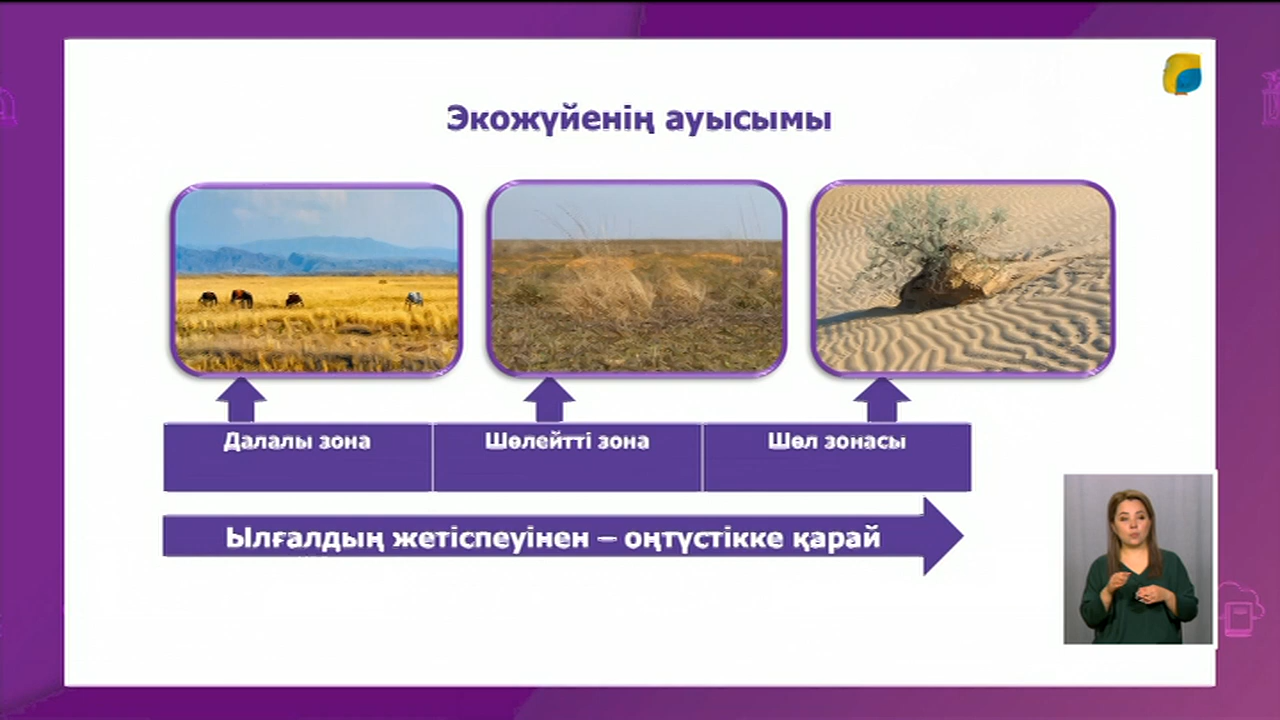 Экожүйенің ауысымы
Далалы зона
Шөлейтті зона
Шөл зонасы
Ылғалдың жетіспеуінен – оңтүстікке қарай